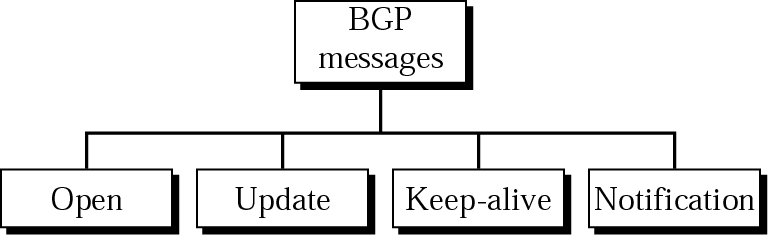 BGP
messages
Open
Update
Keep-alive
Notification